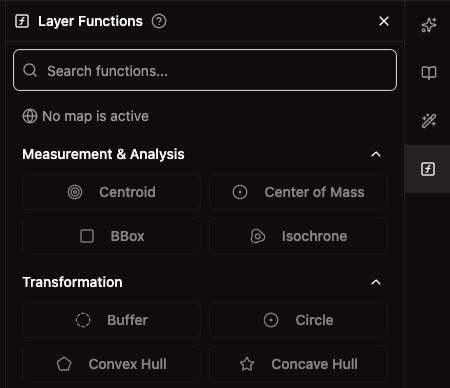 Layer Functions
Search functions...
No map is active
Measurement & Analysis
Centroid
Center of Mass
BBox
Isochrone
Transformation
Buffer
Circle
Convex Hull
Concave Hull